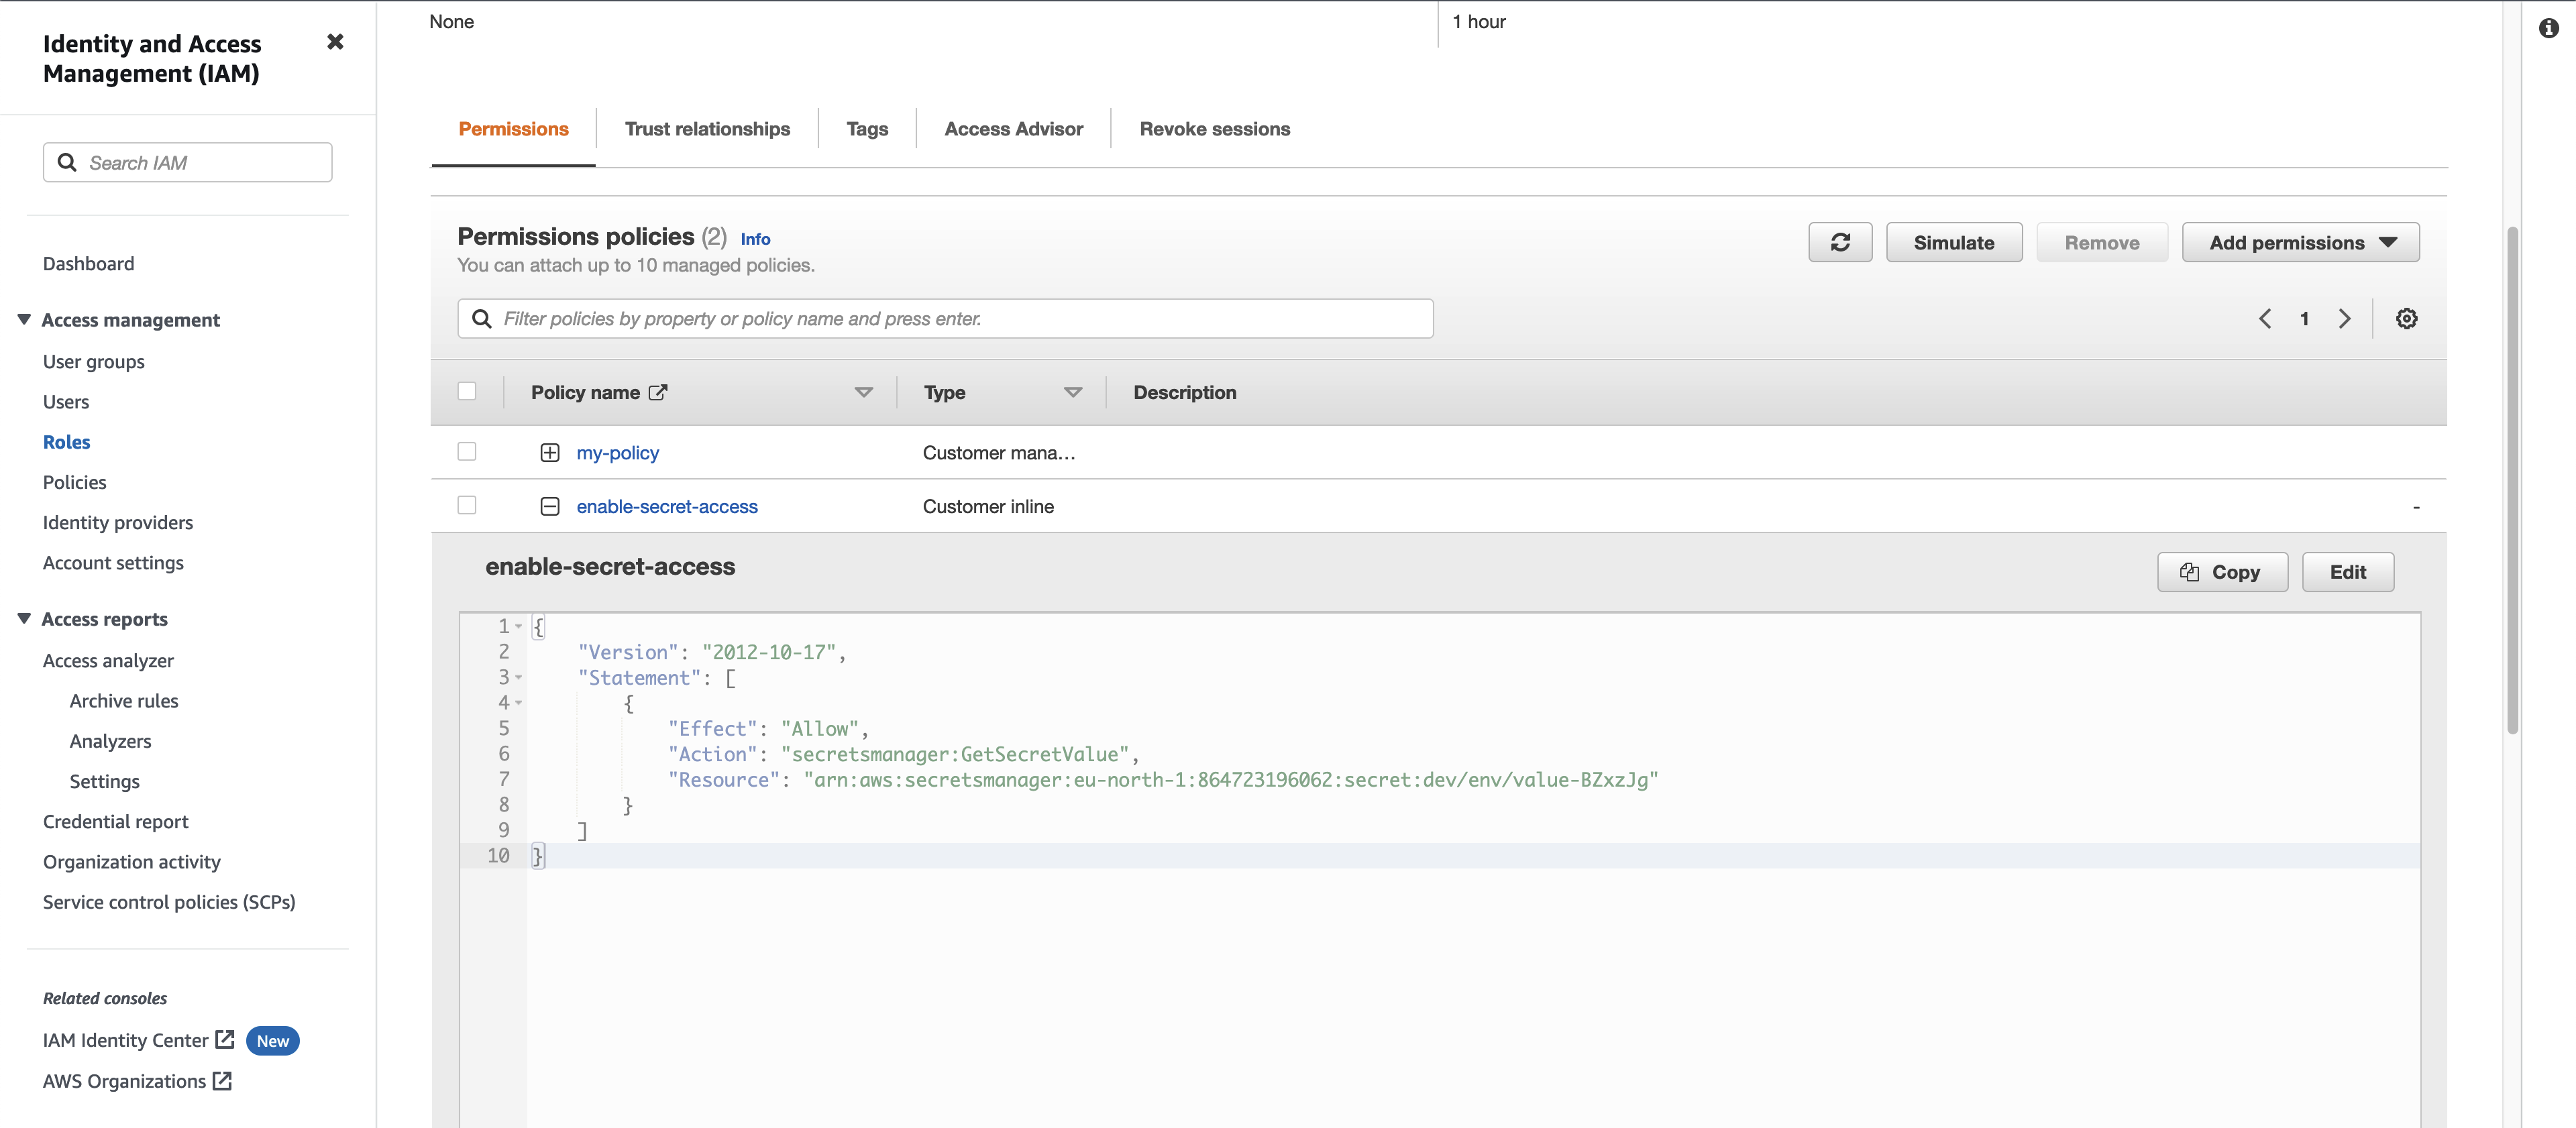 None
1 hour
Identity and Access
Management (IAM)
Search IAM
Dashboard
Access management
User groups
Users
Roles
Policies
Identity providers
Account settings
Access reports
Access analyzer
Archive rules
Analyzers
Settings
Credential report
Organization activity
Service control policies (SCPs)
Related consoles
IAM Identity Center New
AWS Organizations
Permissions Trust relationships Tags Access Advisor Revoke sessions
Permissions policies (2) Info
You can attach up to 10 managed policies.
Simulate Remove Add permissions
Filter policies by property or policy name and press enter.
1
Policy name Type Description
my-policy Customer mana…
enable-secret-access Customer inline -
enable-secret-access
Copy Edit
1 {
2 "Version": "2012-10-17",
3 "Statement": [
4 {
5 "Effect": "Allow",
6 "Action": "secretsmanager:GetSecretValue",
7 "Resource": "arn:aws:secretsmanager:eu-north-1:864723196062:secret:dev/env/value-BZxzJg"
8 }
9 ]
10 }